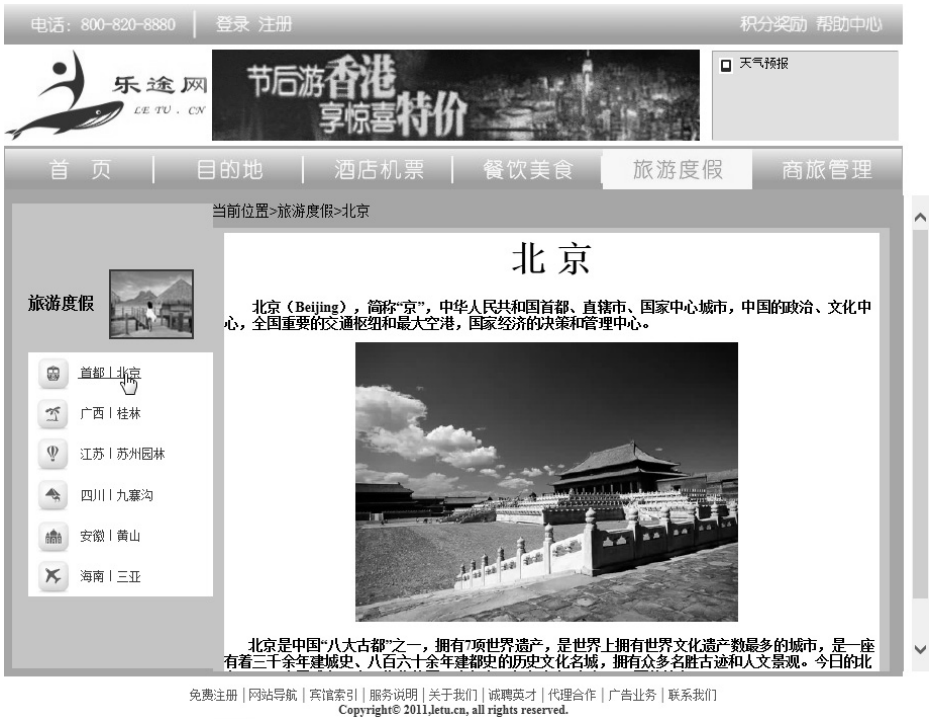 电话：800-820-8880 登录 注册 积分奖励 帮助中心
乐途网
LE TU . CN
节后游香港
享惊喜特价
天气预报
首 页 目的地 酒店机票 餐饮美食 旅游度假 商旅管理
当前位置>旅游度假>北京
旅游度假
首都 | 北京
广西 | 桂林
江苏 | 苏州园林
四川 | 九寨沟
安徽 | 黄山
海南 | 三亚
北 京
北京（Beijing），简称“京”，中华人民共和国首都、直辖市、国家中心城市，中国的政治、文化中
心，全国重要的交通枢纽和最大空港，国家经济的决策和管理中心。
北京是中国“八大古都”之一，拥有7项世界遗产，是世界上拥有世界文化遗产数最多的城市，是一座
有着三千余年建城史、八百六十余年建都史的历史文化名城，拥有众多名胜古迹和人文景观。今日的北
免费注册 | 网站导航 | 宾馆索引 | 服务说明 | 关于我们 | 诚聘英才 | 代理合作 | 广告业务 | 联系我们
Copyright© 2011,letu.cn, all rights reserved.